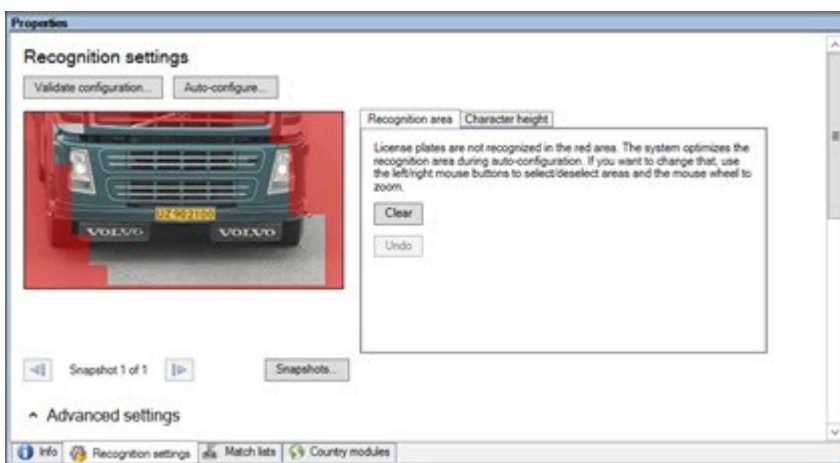 Properties
Recognition settings
Validate configuration...
Auto-configure...
Recognition area
Character height
License plates are not recognized in the red area. The system optimizes the
recognition area during auto-configuration. If you want to change that, use
the left/right mouse buttons to select/deselect areas and the mouse wheel to
zoom.
Clear
Undo
UZ 902100
VOLVO
VOLVO
Snapshot 1 of 1
Snapshots...
Advanced settings
Info
Recognition settings
Match lists
Country modules